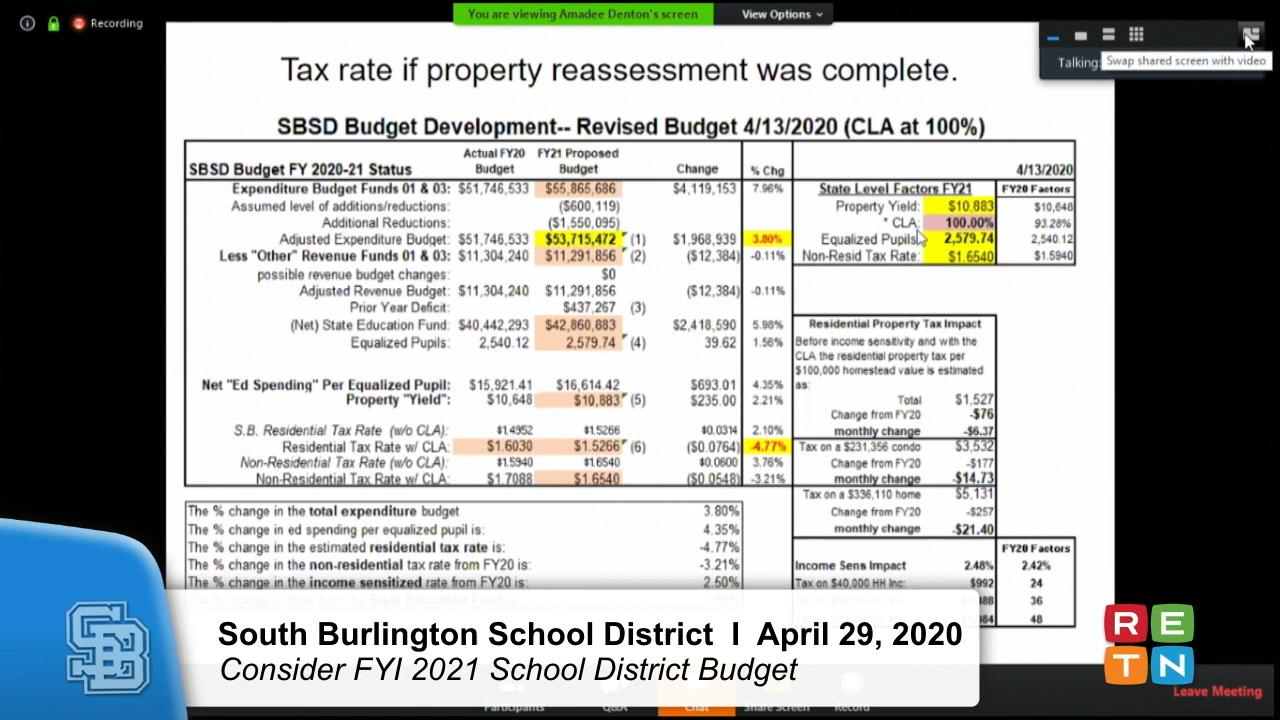 Recording
You are viewing Amadee Denton's screen
View Options
Talking:
Swap shared screen with video
Tax rate if property reassessment was complete.
SBSD Budget Development-- Revised Budget 4/13/2020 (CLA at 100%)
SBSD Budget FY 2020-21 Status Actual FY20 Budget FY21 Proposed Budget Change % Chg
Expenditure Budget Funds 01 & 03: $51,746,533 $55,865,686 $4,119,153 7.96%
Assumed level of additions/reductions: ($600,119)
Additional Reductions: ($1,550,095)
Adjusted Expenditure Budget: $51,746,533 $53,715,472 (1) $1,968,939 3.80%
Less "Other" Revenue Funds 01 & 03: $11,304,240 $11,291,856 (2) ($12,384) -0.11%
possible revenue budget changes: $0
Adjusted Revenue Budget: $11,304,240 $11,291,856 ($12,384) -0.11%
Prior Year Deficit: $437,267 (3)
(Net) State Education Fund: $40,442,293 $42,860,883 $2,418,590 5.98%
Equalized Pupils: 2,540.12 2,579.74 (4) 39.62 1.56%
Net "Ed Spending" Per Equalized Pupil: $15,921.41 $16,614.42 $693.01 4.35%
Property "Yield": $10,648 $10,883 (5) $235.00 2.21%
S.B. Residential Tax Rate (w/o CLA): $1.4952 $1.5266 $0.0314 2.10%
Residential Tax Rate w/ CLA: $1.6030 $1.5266 (6) ($0.0764) -4.77%
Non-Residential Tax Rate (w/o CLA): $1.5940 $1.6540 $0.0600 3.76%
Non-Residential Tax Rate w/ CLA: $1.7088 $1.6540 ($0.0548) -3.21%
4/13/2020
State Level Factors FY21 FY20 Factors
Property Yield: $10,883 $10,648
* CLA: 100.00% 93.28%
Equalized Pupils: 2,579.74 2,540.12
Non-Resid Tax Rate: $1.6540 $1.5940
Residential Property Tax Impact
Before income sensitivity and with the
CLA the residential property tax per
$100,000 homestead value is estimated
as:
Total $1,527
Change from FY20 -$76
monthly change -$6.37
Tax on a $231,356 condo $3,532
Change from FY20 -$177
monthly change -$14.73
Tax on a $336,110 home $5,131
Change from FY20 -$257
monthly change -$21.40
FY20 Factors
Income Sens Impact 2.48% 2.42%
Tax on $40,000 HH Inc: $992 24
36
48
The % change in the total expenditure budget 3.80%
The % change in ed spending per equalized pupil is: 4.35%
The % change in the estimated residential tax rate is: -4.77%
The % change in the non-residential tax rate from FY20 is: -3.21%
The % change in the income sensitized rate from FY20 is: 2.50%
SB
South Burlington School District I April 29, 2020
Consider FYI 2021 School District Budget
RETN
Participants
Q&A
Chat
Share Screen
Record
Leave Meeting